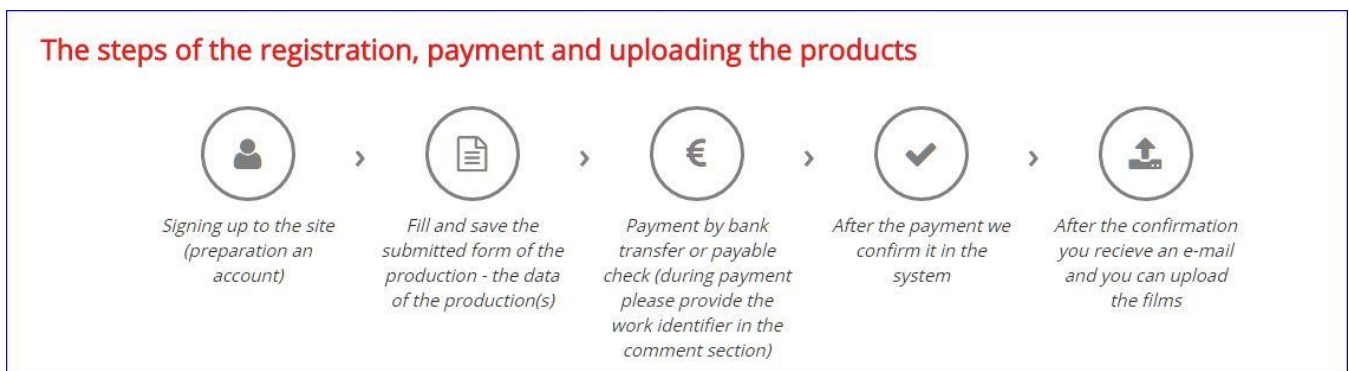 The steps of the registration, payment and uploading the products
Signing up to the site
(preparation an
account)
Fill and save the
submitted form of the
production - the data
of the production(s)
Payment by bank
transfer or payable
check (during payment
please provide the
work identifier in the
comment section)
After the payment we
confirm it in the
system
After the confirmation
you recieve an e-mail
and you can upload
the films